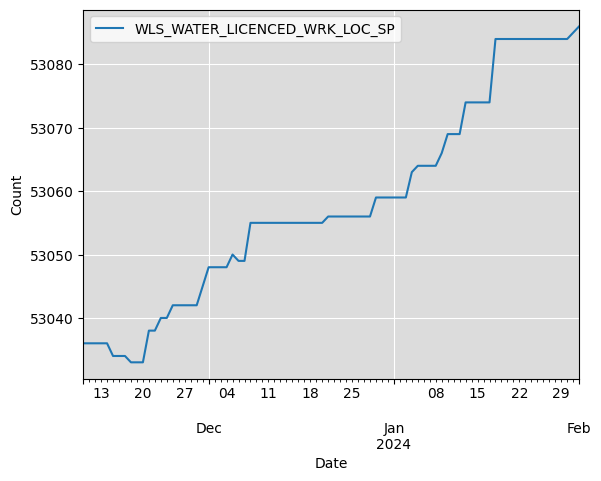 WLS_WATER_LICENCED_WRK_LOC_SP
53080
53070
53060
53050
53040
Count
13 20 27 04 11 18 25 08 15 22 29
Dec Jan Feb
2024
Date